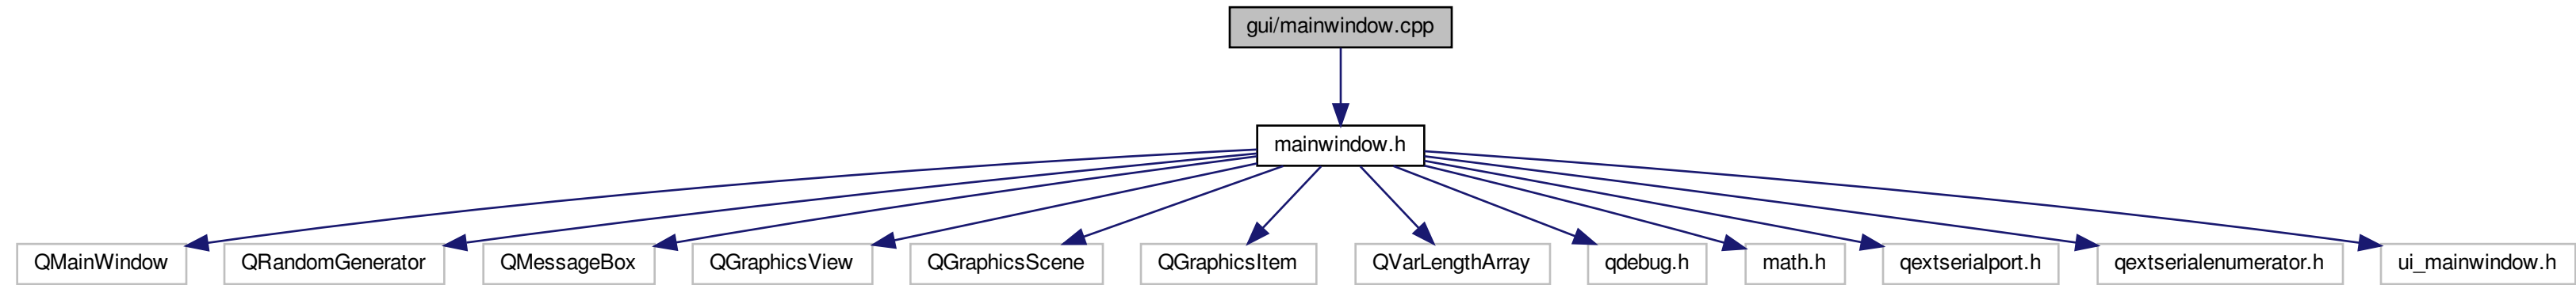 gui/mainwindow.cpp
mainwindow.h
QMainWindow
QRandomGenerator
QMessageBox
QGraphicsView
QGraphicsScene
QGraphicsItem
QVarLengthArray
qdebug.h
math.h
qextserialport.h
qextserialenumerator.h
ui_mainwindow.h